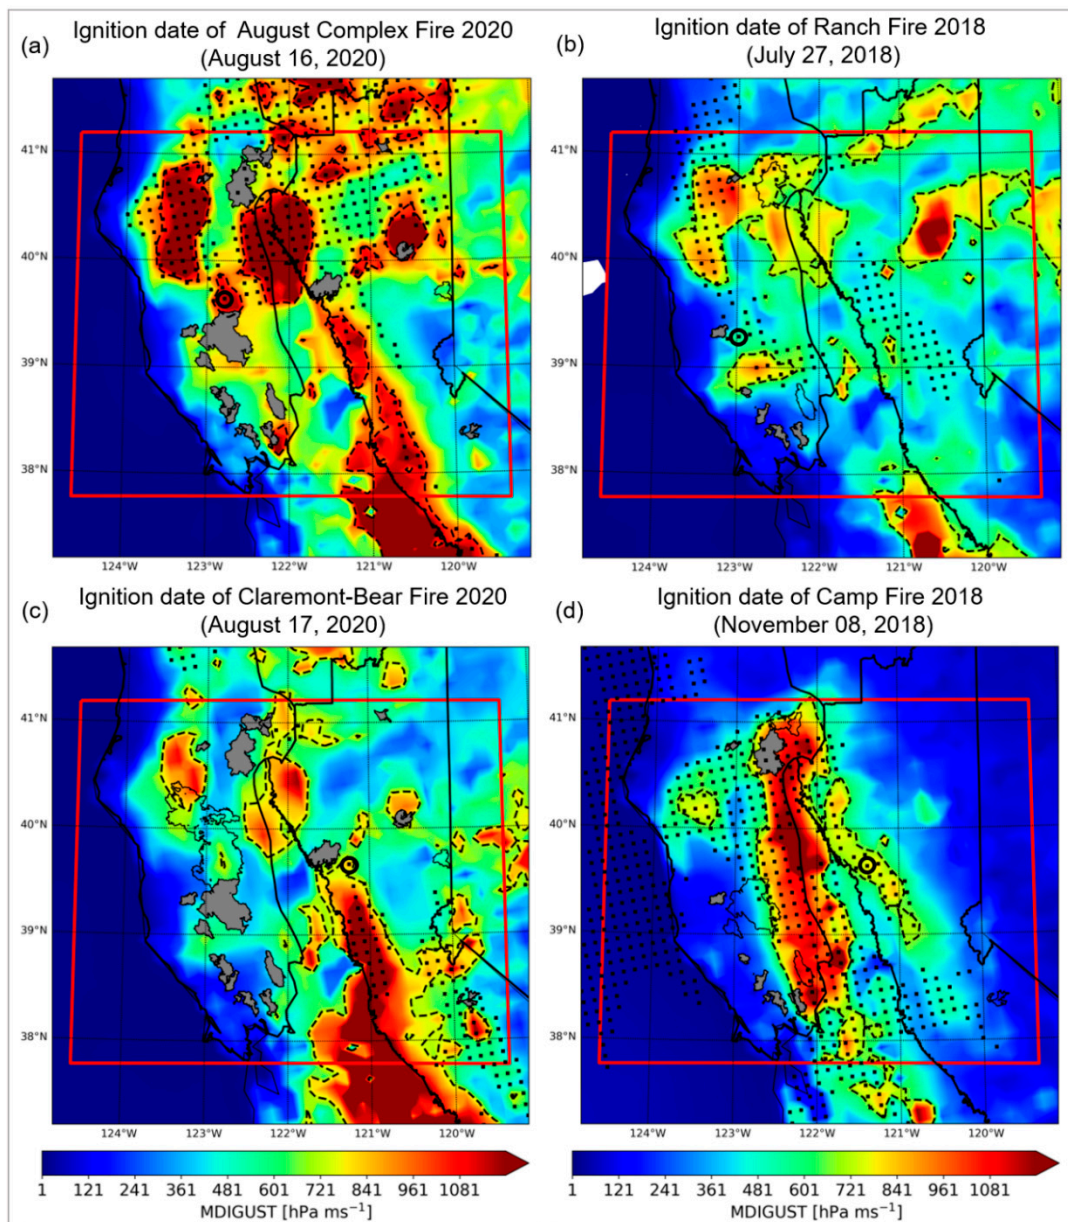 (a)
Ignition date of August Complex Fire 2020
(August 16, 2020)
(b)
Ignition date of Ranch Fire 2018
(July 27, 2018)
41°N
40°N
39°N
38°N
124°W 123°W 122°W 121°W 120°W
41°N
40°N
39°N
38°N
124°W 123°W 122°W 121°W 120°W
(c)
Ignition date of Claremont-Bear Fire 2020
(August 17, 2020)
(d)
Ignition date of Camp Fire 2018
(November 08, 2018)
41°N
40°N
39°N
38°N
124°W 123°W 122°W 121°W 120°W
41°N
40°N
39°N
38°N
124°W 123°W 122°W 121°W 120°W
1 121 241 361 481 601 721 841 961 1081
MDIGUST [hPa ms⁻¹]
1 121 241 361 481 601 721 841 961 1081
MDIGUST [hPa ms⁻¹]